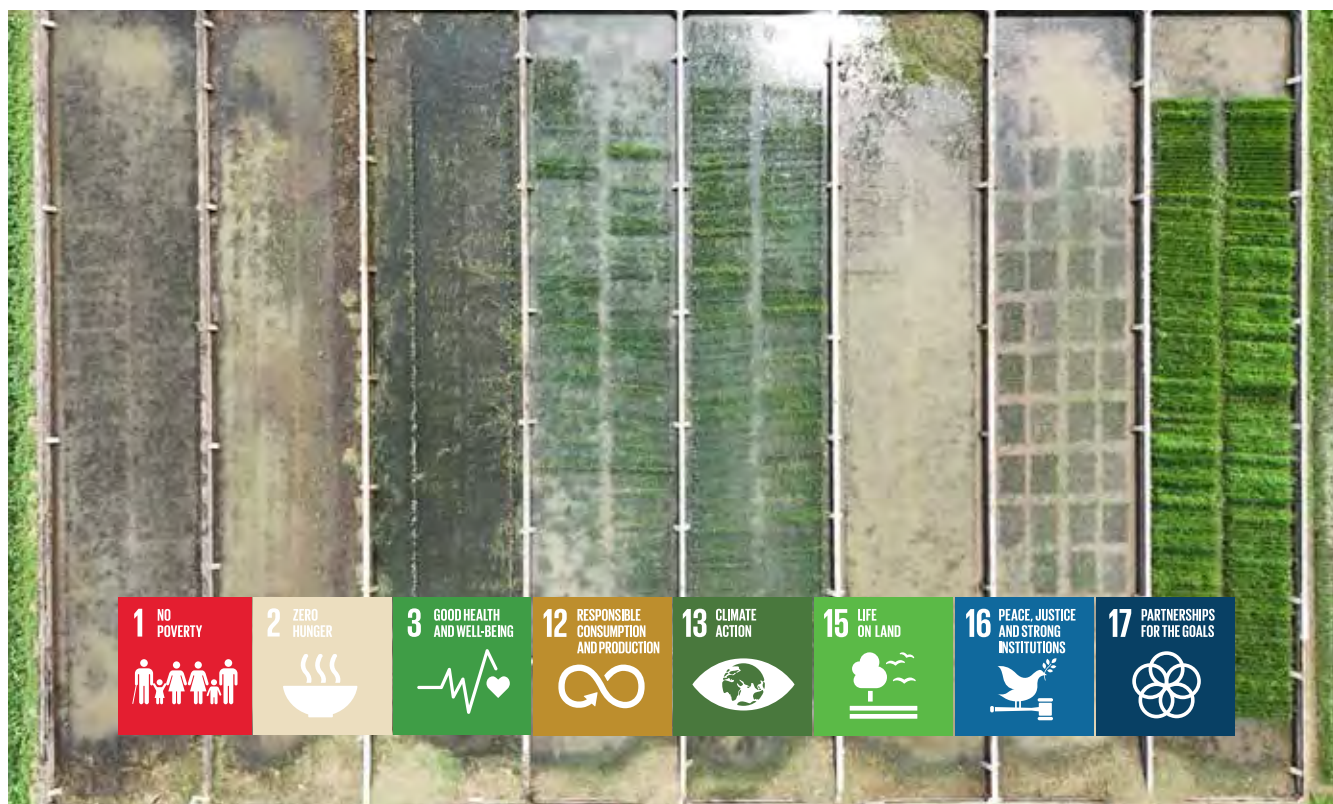 1 NO
POVERTY
2 ZERO
HUNGER
3 GOOD HEALTH
AND WELL-BEING
12 RESPONSIBLE
CONSUMPTION
AND PRODUCTION
13 CLIMATE
ACTION
15 LIFE
ON LAND
16 PEACE, JUSTICE
AND STRONG
INSTITUTIONS
17 PARTNERSHIPS
FOR THE GOALS